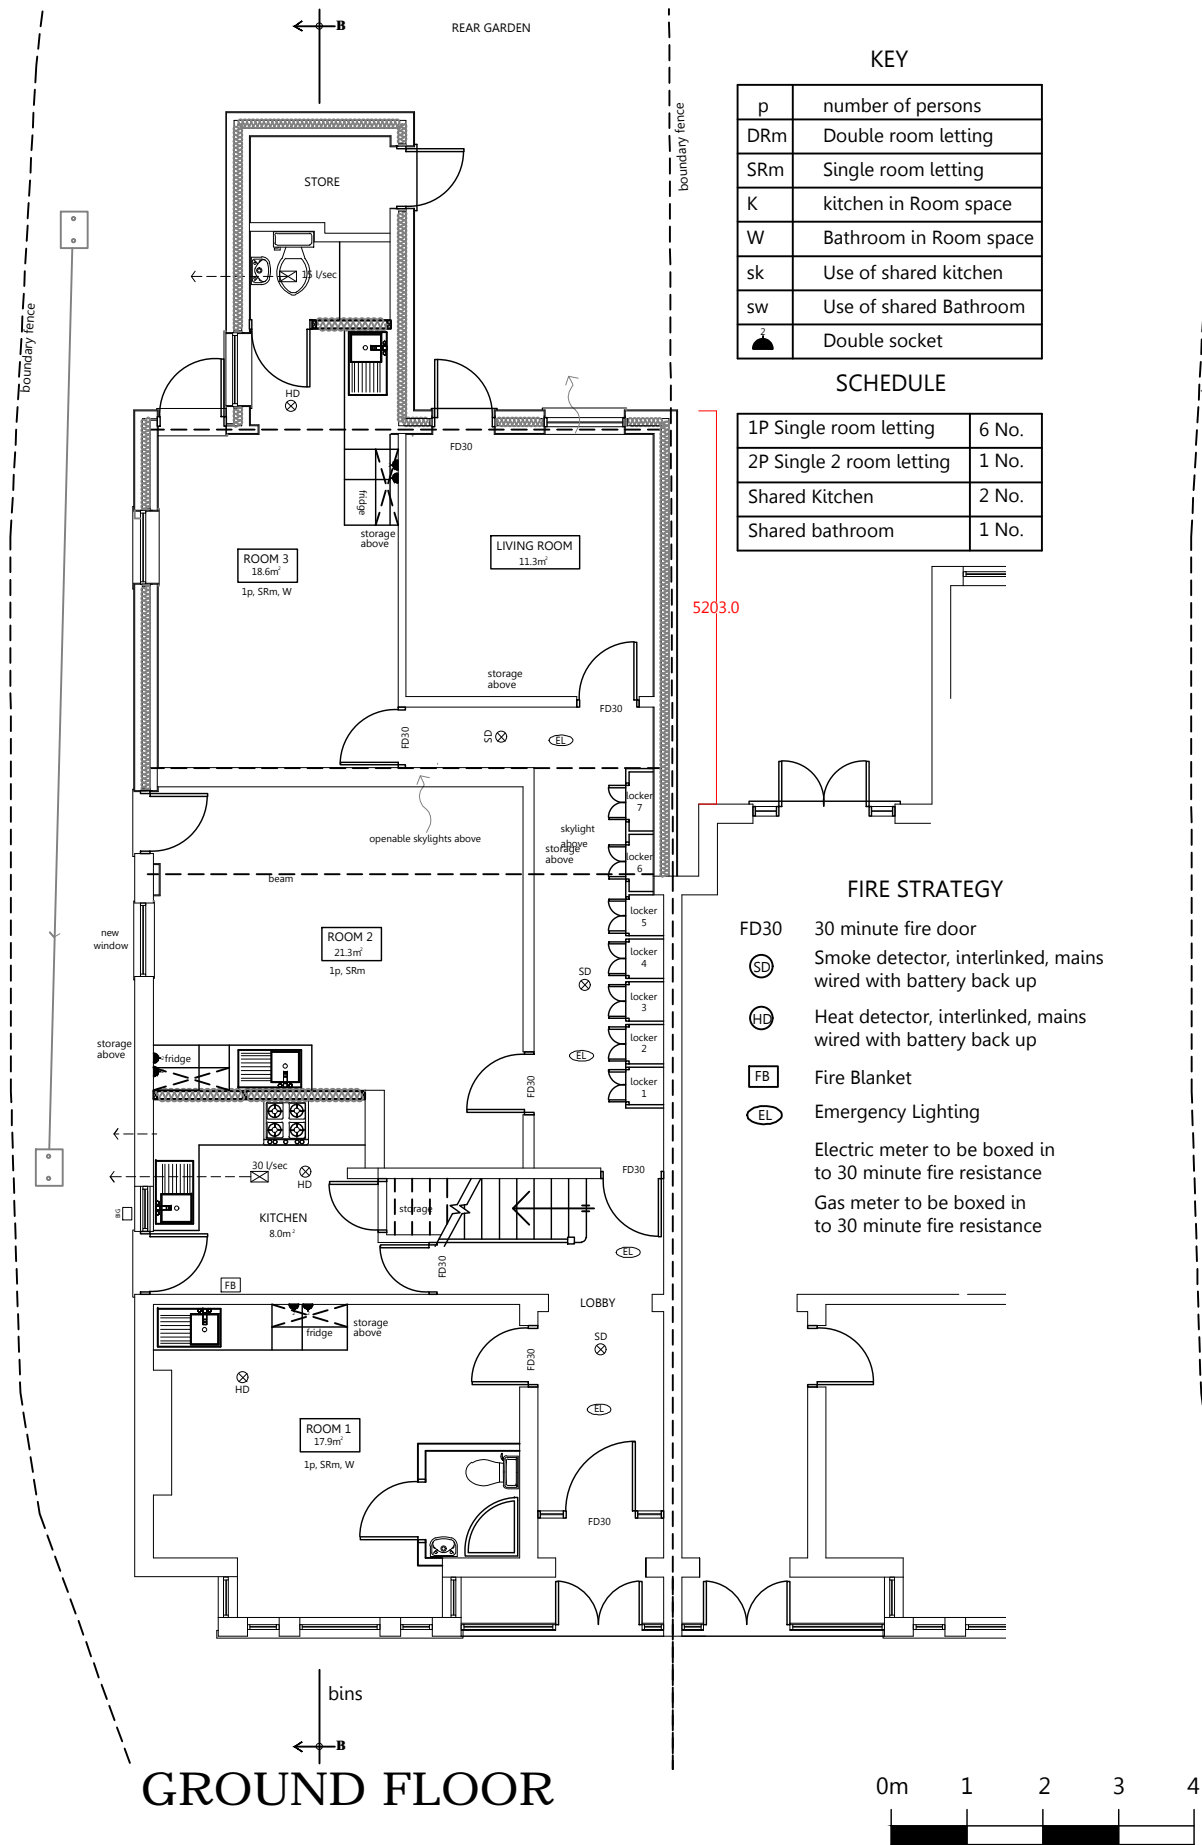 B
REAR GARDEN
boundary fence
boundary fence
STORE
15 l/sec
HD
FD30
fridge
storage
above
ROOM 3
18.6m²
1p, SRm, W
LIVING ROOM
11.3m²
5203.0
storage
above
FD30
FD30
SD
EL
openable skylights above
skylight
above
storage
above
locker
7
locker
6
beam
locker
5
new
window
ROOM 2
21.3m²
1p, SRm
locker
4
SD
locker
3
storage
above
fridge
EL
locker
2
FD30
locker
1
30 l/sec
HD
FD30
BG
KITCHEN
8.0m²
storage
EL
FD30
FB
LOBBY
fridge
storage
above
SD
FD30
HD
EL
ROOM 1
17.9m²
1p, SRm, W
FD30
bins
B
GROUND FLOOR
KEY
p number of persons
DRm Double room letting
SRm Single room letting
K kitchen in Room space
W Bathroom in Room space
sk Use of shared kitchen
sw Use of shared Bathroom
2 Double socket
SCHEDULE
1P Single room letting 6 No.
2P Single 2 room letting 1 No.
Shared Kitchen 2 No.
Shared bathroom 1 No.
FIRE STRATEGY
FD30 30 minute fire door
SD Smoke detector, interlinked, mains
wired with battery back up
HD Heat detector, interlinked, mains
wired with battery back up
FB Fire Blanket
EL Emergency Lighting
Electric meter to be boxed in
to 30 minute fire resistance
Gas meter to be boxed in
to 30 minute fire resistance
0m 1 2 3 4